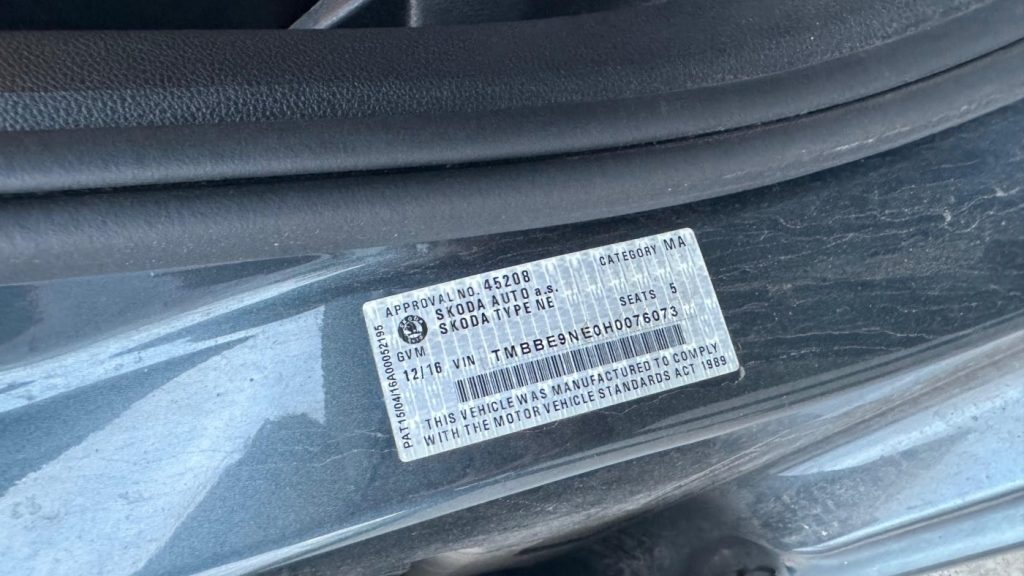 APPROVAL NO. 45208 CATEGORY MA
SKODA AUTO a.s.
SKODA TYPE NE SEATS 5
GVM
12/16 VIN TMBBE9NE0H0076073
THIS VEHICLE WAS MANUFACTURED TO COMPLY
WITH THE MOTOR VEHICLE STANDARDS ACT 1989
PAT15/04/16A00052195